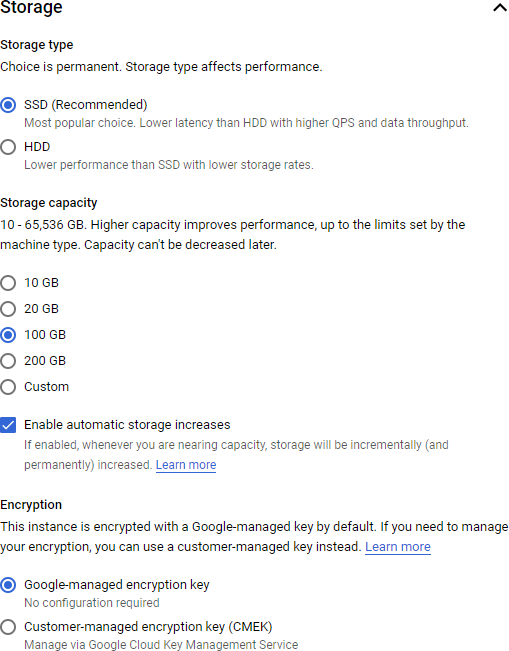 Storage
Storage type
Choice is permanent. Storage type affects performance.
SSD (Recommended)
Most popular choice. Lower latency than HDD with higher QPS and data throughput.
HDD
Lower performance than SSD with lower storage rates.
Storage capacity
10 - 65,536 GB. Higher capacity improves performance, up to the limits set by the
machine type. Capacity can't be decreased later.
10 GB
20 GB
100 GB
200 GB
Custom
Enable automatic storage increases
If enabled, whenever you are nearing capacity, storage will be incrementally (and
permanently) increased. Learn more
Encryption
This instance is encrypted with a Google-managed key by default. If you need to manage
your encryption, you can use a customer-managed key instead. Learn more
Google-managed encryption key
No configuration required
Customer-managed encryption key (CMEK)
Manage via Google Cloud Key Management Service